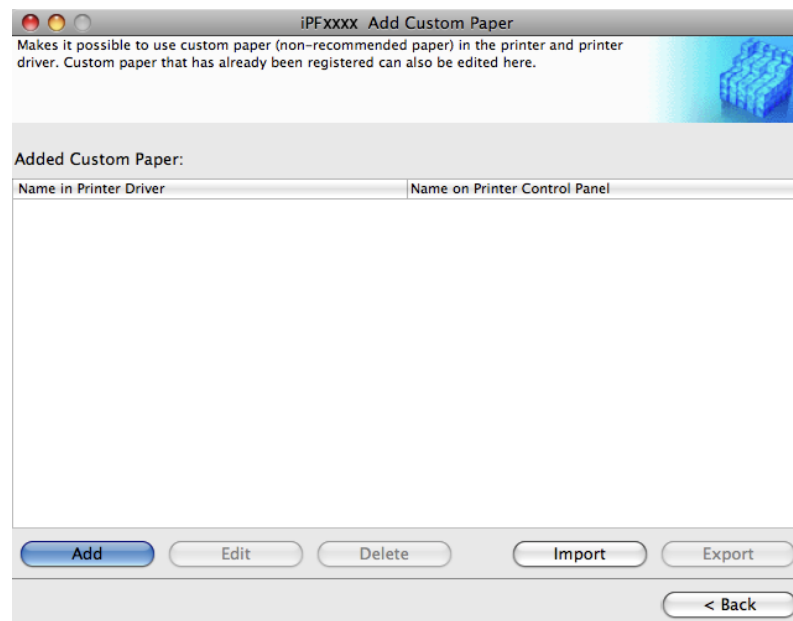 iPFxxxx Add Custom Paper
Makes it possible to use custom paper (non-recommended paper) in the printer and printer
driver. Custom paper that has already been registered can also be edited here.
Added Custom Paper:
Name in Printer Driver Name on Printer Control Panel
Add Edit Delete Import Export
< Back